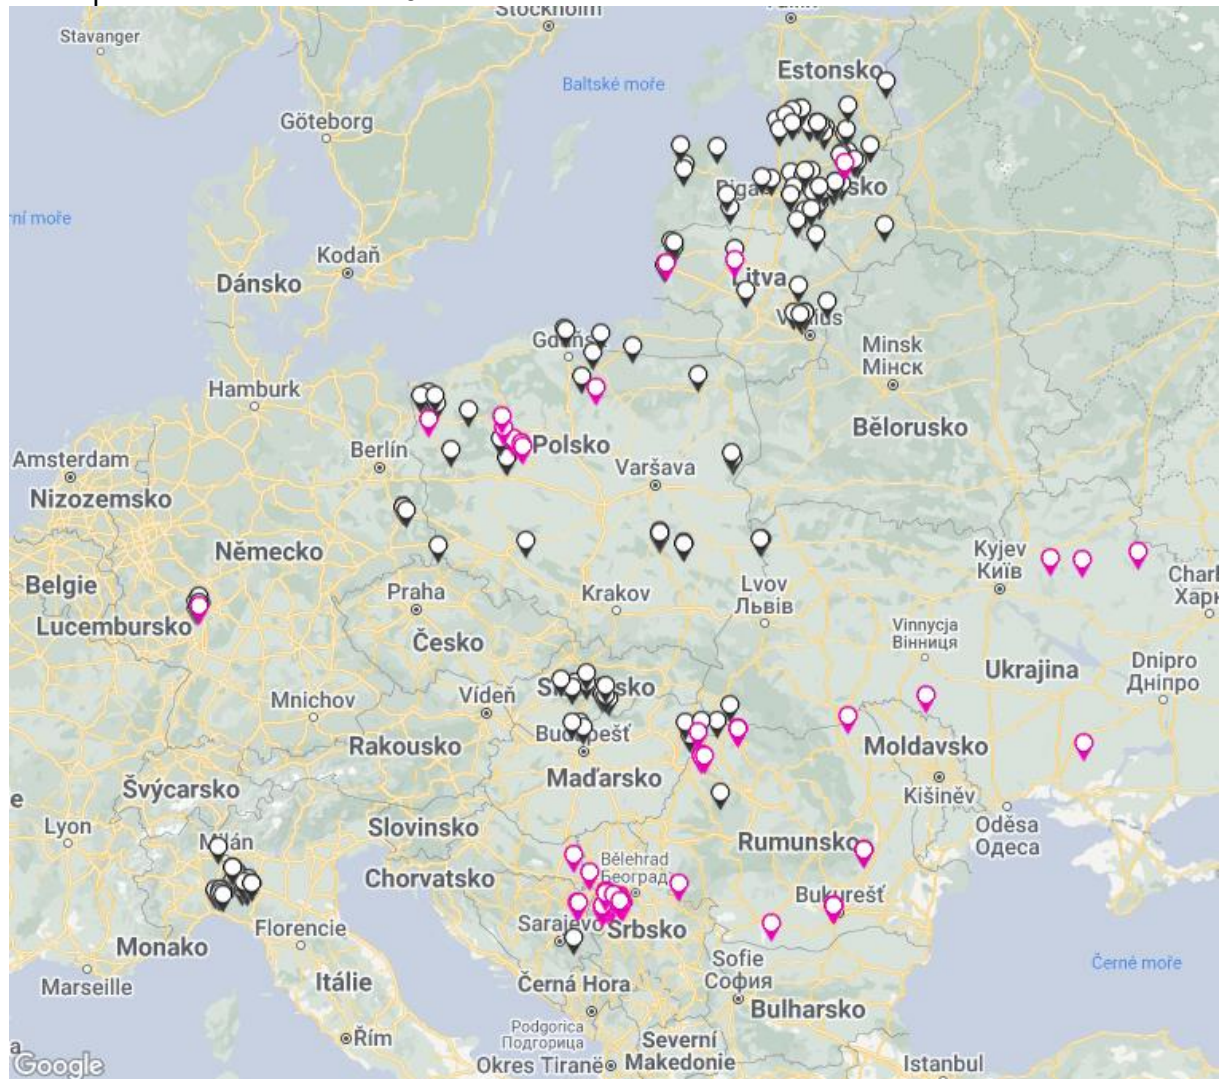 Stockholm
Stavanger
Baltské moře
Estonsko
Göteborg
Riga
sko
rní moře
Kodaň
Dánsko
Litva
Vilnius
Gdaňsk
Minsk
Мінск
Hamburk
Bělorusko
Berlín
Polsko
Varšava
Amsterdam
Nizozemsko
Německo
Kyjev
Київ
Belgie
Praha
Krakov
Lvov
Львів
Chark
Харк
Lucembursko
Česko
Vinnycja
Вінниця
Ukrajina
Dnipro
Дніпро
Mnichov
Vídeň
Slovensko
Budapešť
Rakousko
Maďarsko
Moldavsko
Švýcarsko
Kišiněv
e
Lyon
Milán
Slovinsko
Rumunsko
Oděsa
Одеса
Chorvatsko
Bělehrad
Београд
Bukurešť
Florencie
Sarajevo
Srbsko
Monako
Sofie
София
Černé moře
Marseille
Itálie
Černá Hora
Bulharsko
Podgorica
Подгорица
Řím
Severní
Makedonie
a
Google
Okres Tiranë
Istanbul